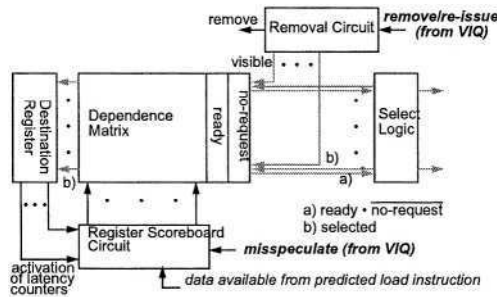 remove
Removal Circuit
remove/re-issue
(from VIQ)
visible
Destination
Register
Dependence
Matrix
ready
no-request
Select
Logic
b)
b)
a)
a) ready • no-request
b) selected
Register Scoreboard
Circuit
misspeculate (from VIQ)
activation
of latency
counters
data available from predicted load instruction